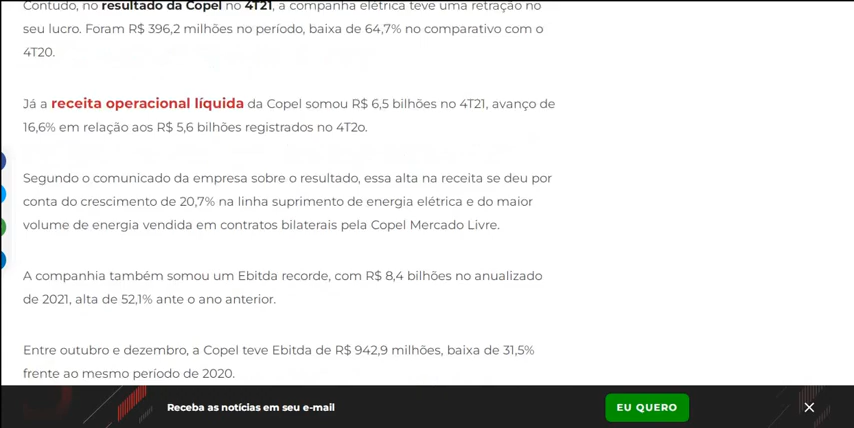 Contudo, no resultado da Copel no 4T21, a companhia elétrica teve uma retração no
seu lucro. Foram R$ 396,2 milhões no período, baixa de 64,7% no comparativo com o
4T20.
Já a receita operacional líquida da Copel somou R$ 6,5 bilhões no 4T21, avanço de
16,6% em relação aos R$ 5,6 bilhões registrados no 4T2o.
Segundo o comunicado da empresa sobre o resultado, essa alta na receita se deu por
conta do crescimento de 20,7% na linha suprimento de energia elétrica e do maior
volume de energia vendida em contratos bilaterais pela Copel Mercado Livre.
A companhia também somou um Ebitda recorde, com R$ 8,4 bilhões no anualizado
de 2021, alta de 52,1% ante o ano anterior.
Entre outubro e dezembro, a Copel teve Ebitda de R$ 942,9 milhões, baixa de 31,5%
frente ao mesmo período de 2020.
Receba as notícias em seu e-mail
EU QUERO